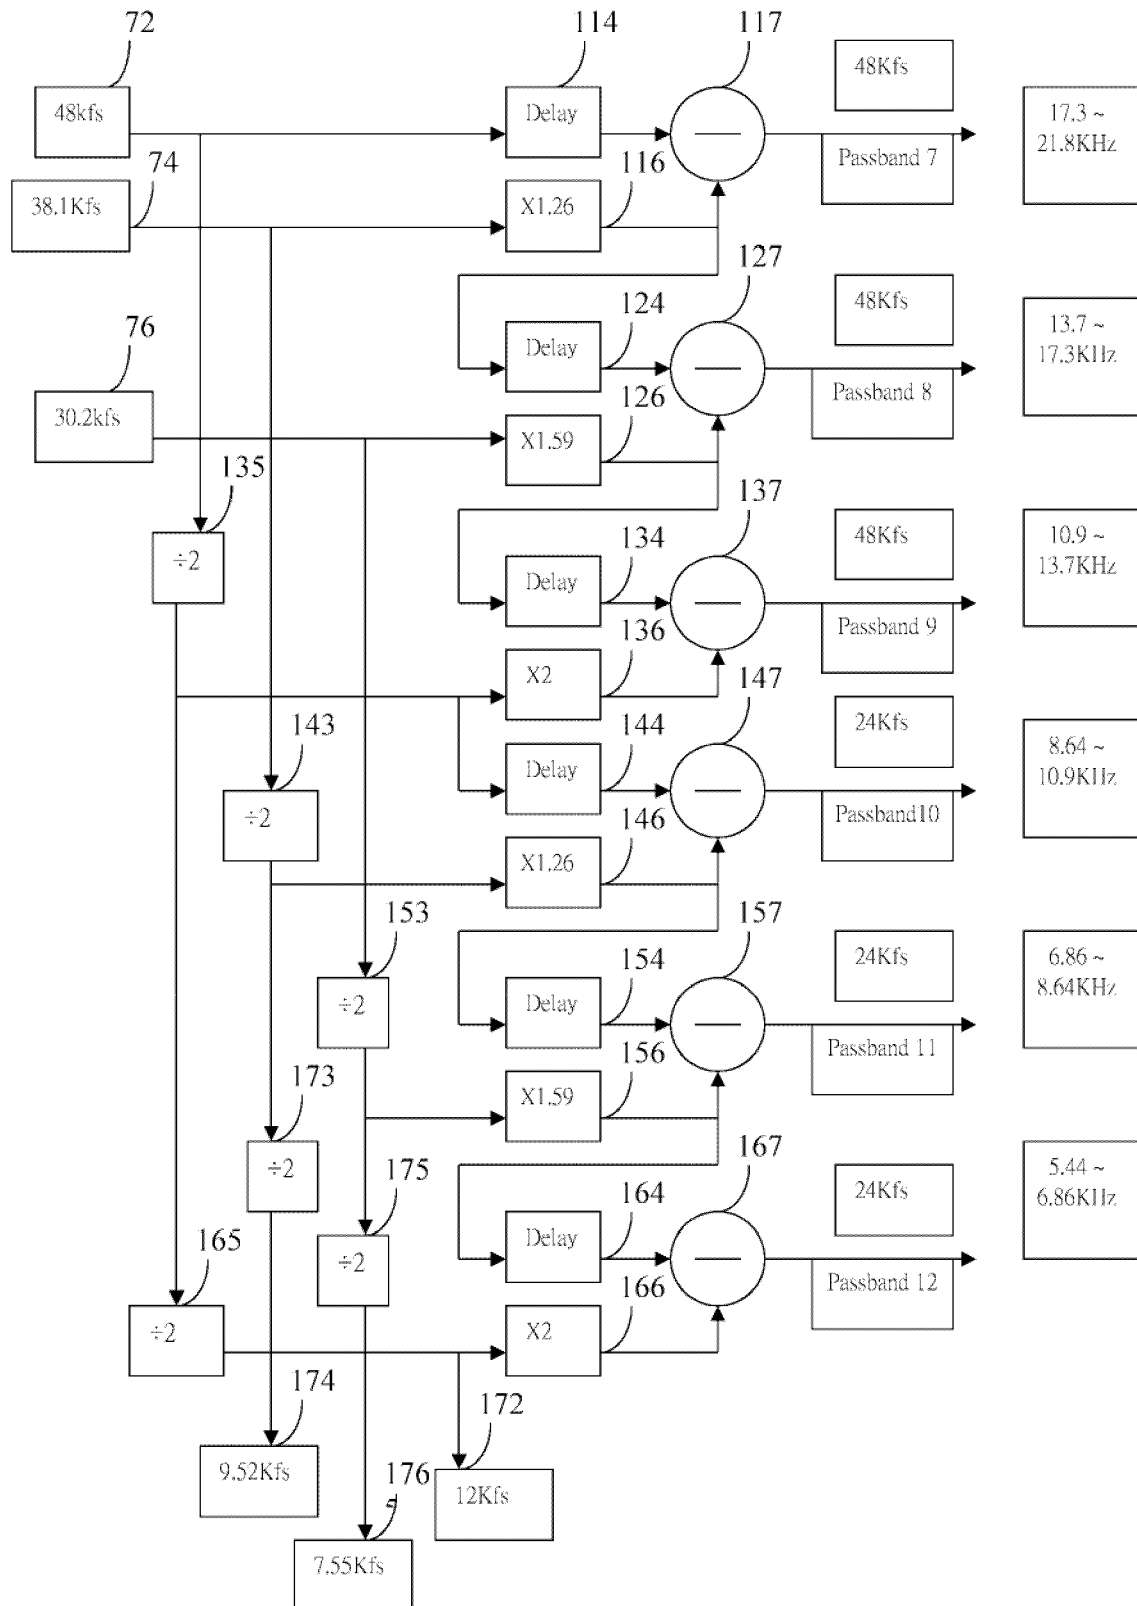 72
114
117
48Kfs
48kfs
Delay
17.3 ~
21.8KHz
Passband 7
74
116
38.1Kfs
X1.26
127
48Kfs
124
13.7 ~
17.3KHz
76
Delay
126
Passband 8
30.2kfs
X1.59
135
137
48Kfs
10.9 ~
13.7KHz
134
÷2
Delay
136
Passband 9
X2
147
24Kfs
143
144
8.64 ~
10.9KHz
Delay
146
Passband10
÷2
X1.26
153
157
24Kfs
6.86 ~
8.64KHz
154
÷2
Delay
156
Passband 11
173
X1.59
167
÷2
175
164
24Kfs
5.44 ~
6.86KHz
165
÷2
Delay
166
Passband 12
÷2
X2
174
172
9.52Kfs
176
12Kfs
7.55Kfs